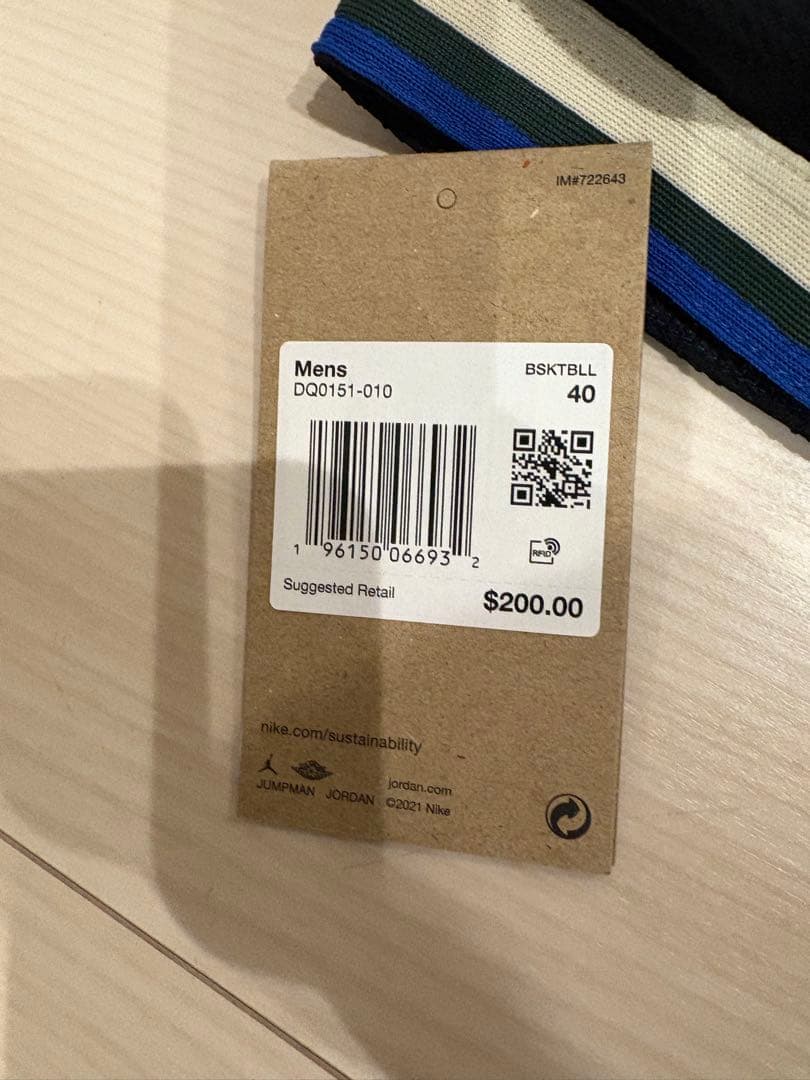 IM#722643
Mens
BSKTBLL
DQ0151-010
40
1 96150 06693 2
RFID
Suggested Retail
$200.00
nike.com/sustainability
jordan.com
JUMPMAN JORDAN ©2021 Nike